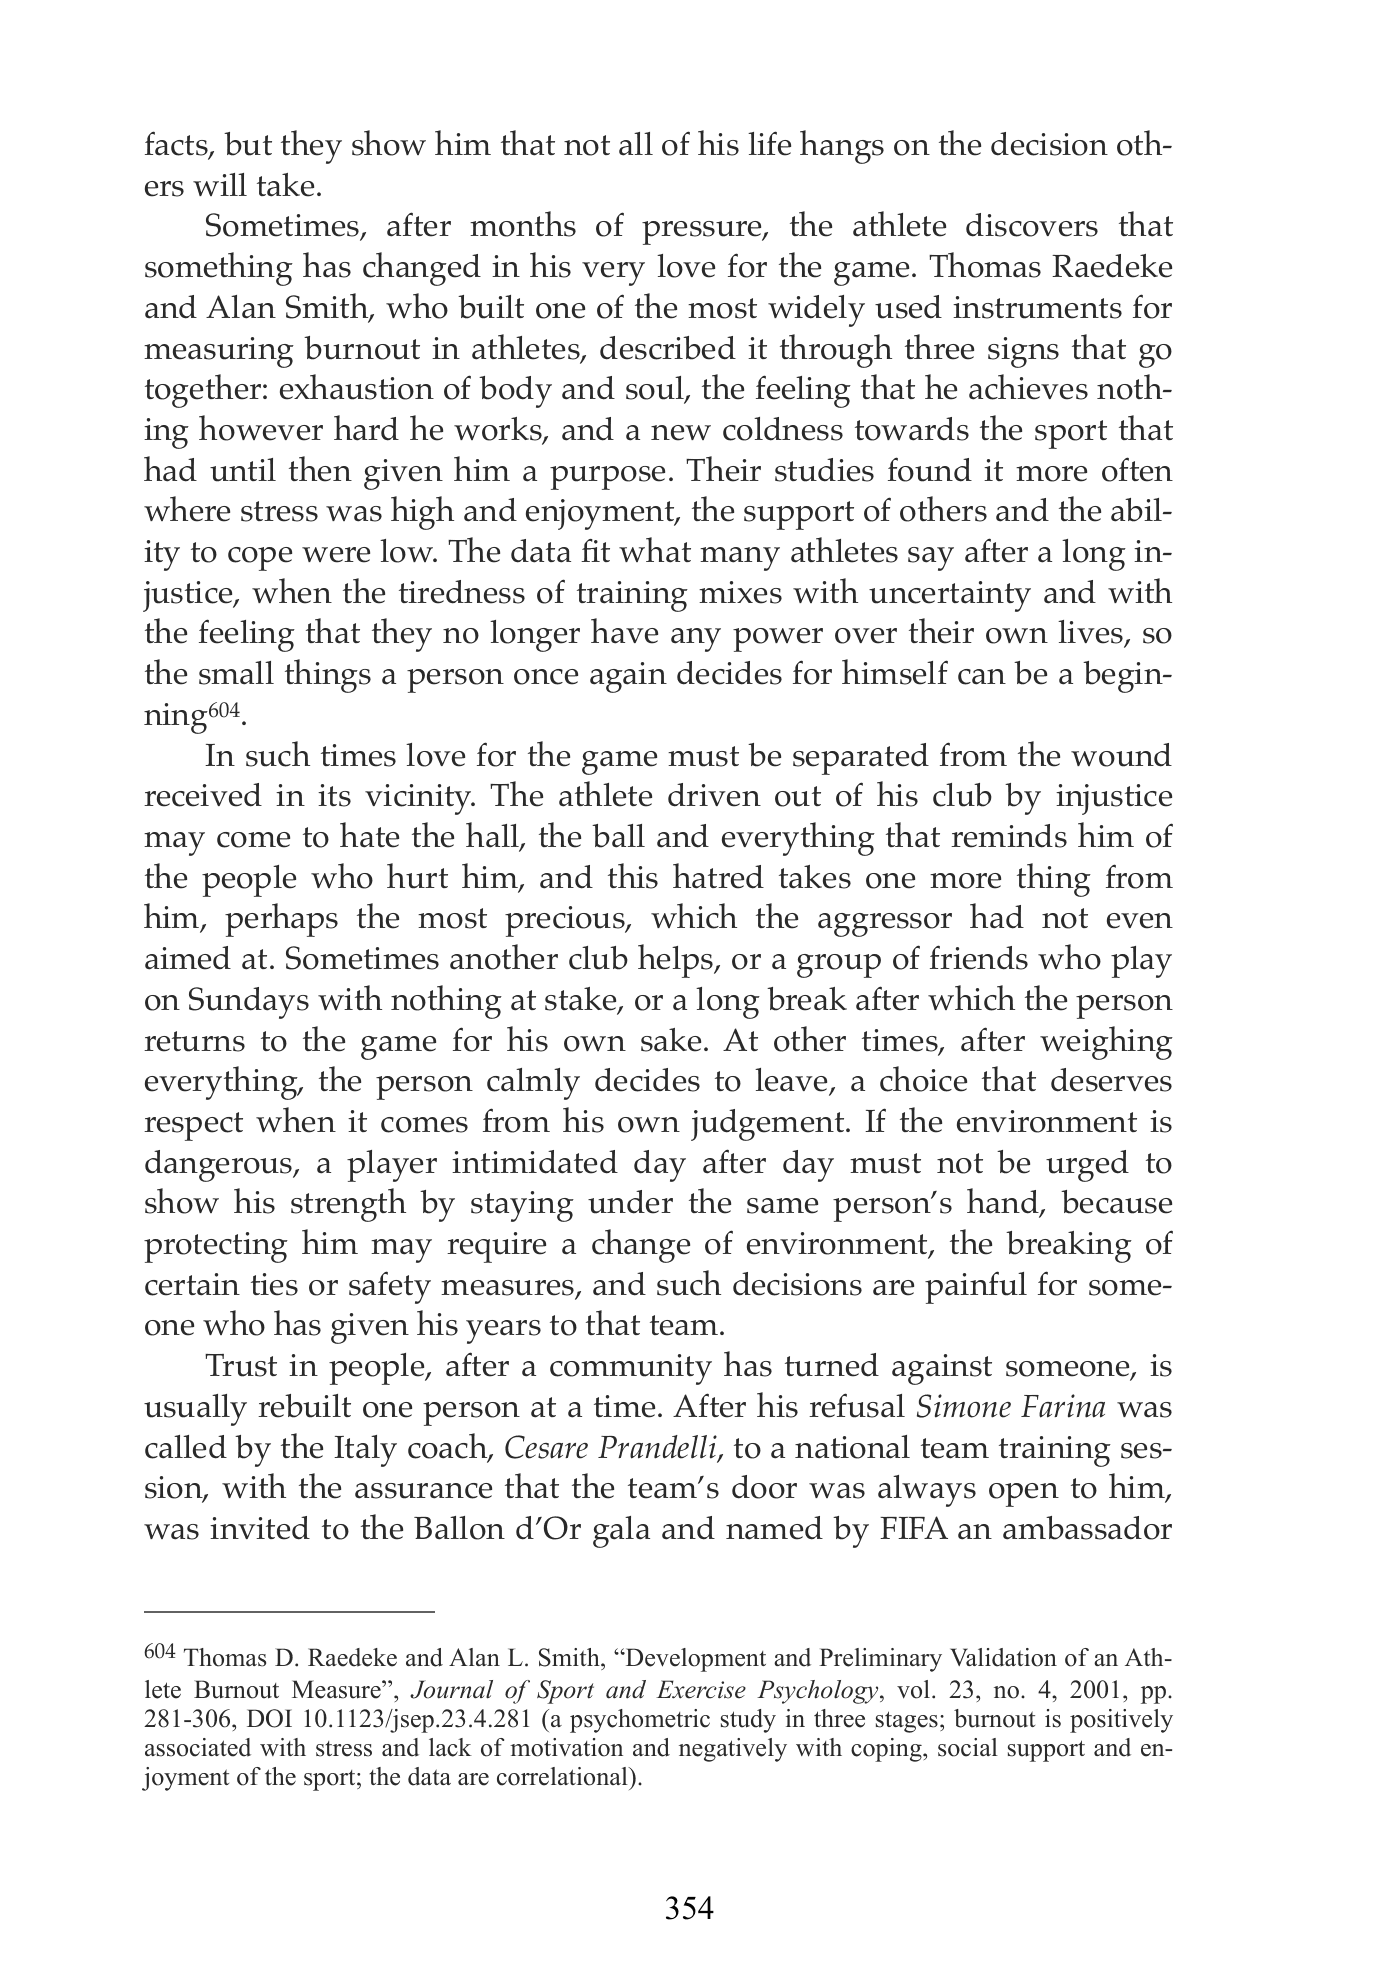 facts, but they show him that not all of his life hangs on the decision oth-
ers will take.
Sometimes, after months of pressure, the athlete discovers that
something has changed in his very love for the game. Thomas Raedeke
and Alan Smith, who built one of the most widely used instruments for
measuring burnout in athletes, described it through three signs that go
together: exhaustion of body and soul, the feeling that he achieves noth-
ing however hard he works, and a new coldness towards the sport that
had until then given him a purpose. Their studies found it more often
where stress was high and enjoyment, the support of others and the abil-
ity to cope were low. The data fit what many athletes say after a long in-
justice, when the tiredness of training mixes with uncertainty and with
the feeling that they no longer have any power over their own lives, so
the small things a person once again decides for himself can be a begin-
ning604.
In such times love for the game must be separated from the wound
received in its vicinity. The athlete driven out of his club by injustice
may come to hate the hall, the ball and everything that reminds him of
the people who hurt him, and this hatred takes one more thing from
him, perhaps the most precious, which the aggressor had not even
aimed at. Sometimes another club helps, or a group of friends who play
on Sundays with nothing at stake, or a long break after which the person
returns to the game for his own sake. At other times, after weighing
everything, the person calmly decides to leave, a choice that deserves
respect when it comes from his own judgement. If the environment is
dangerous, a player intimidated day after day must not be urged to
show his strength by staying under the same person’s hand, because
protecting him may require a change of environment, the breaking of
certain ties or safety measures, and such decisions are painful for some-
one who has given his years to that team.
Trust in people, after a community has turned against someone, is
usually rebuilt one person at a time. After his refusal Simone Farina was
called by the Italy coach, Cesare Prandelli, to a national team training ses-
sion, with the assurance that the team’s door was always open to him,
was invited to the Ballon d’Or gala and named by FIFA an ambassador
604 Thomas D. Raedeke and Alan L. Smith, “Development and Preliminary Validation of an Ath-
lete Burnout Measure”, Journal of Sport and Exercise Psychology, vol. 23, no. 4, 2001, pp.
281-306, DOI 10.1123/jsep.23.4.281 (a psychometric study in three stages; burnout is positively
associated with stress and lack of motivation and negatively with coping, social support and en-
joyment of the sport; the data are correlational).
354